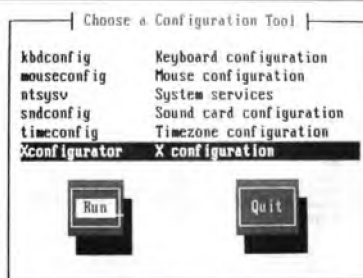 Choose a Configuration Tool
kbdconfig Keyboard configuration
mouseconfig Mouse configuration
ntsysv System services
sndconfig Sound card configuration
timeconfig Timezone configuration
Xconfigurator X configuration
Run Quit